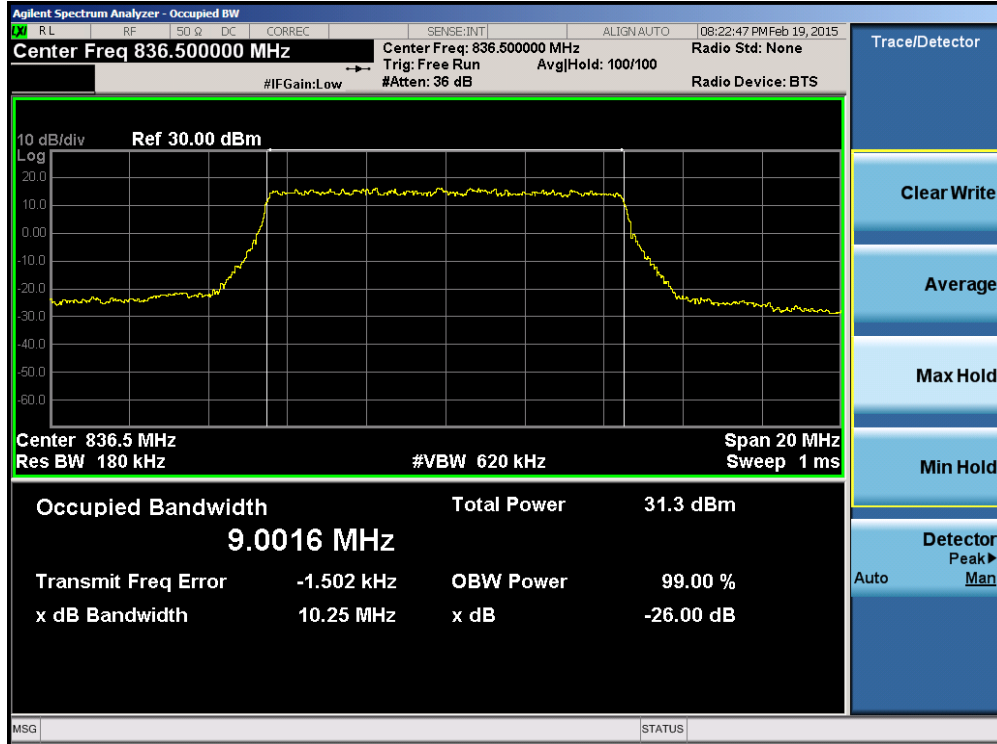 Agilent Spectrum Analyzer - Occupied BW
LXI RL RF 50 Ω DC CORREC SENSE:INT ALIGN AUTO 08:22:47 PM Feb 19, 2015
Center Freq 836.500000 MHz Center Freq: 836.500000 MHz Radio Std: None
Trig: Free Run Avg|Hold: 100/100
#IFGain:Low #Atten: 36 dB Radio Device: BTS
10 dB/div Ref 30.00 dBm
Log
20.0
10.0
0.00
-10.0
-20.0
-30.0
-40.0
-50.0
-60.0
Center 836.5 MHz Span 20 MHz
Res BW 180 kHz #VBW 620 kHz Sweep 1 ms
Occupied Bandwidth Total Power 31.3 dBm
9.0016 MHz
Transmit Freq Error -1.502 kHz OBW Power 99.00 %
x dB Bandwidth 10.25 MHz x dB -26.00 dB
MSG STATUS
Trace/Detector
Clear Write
Average
Max Hold
Min Hold
Detector
Peak▶
Auto Man